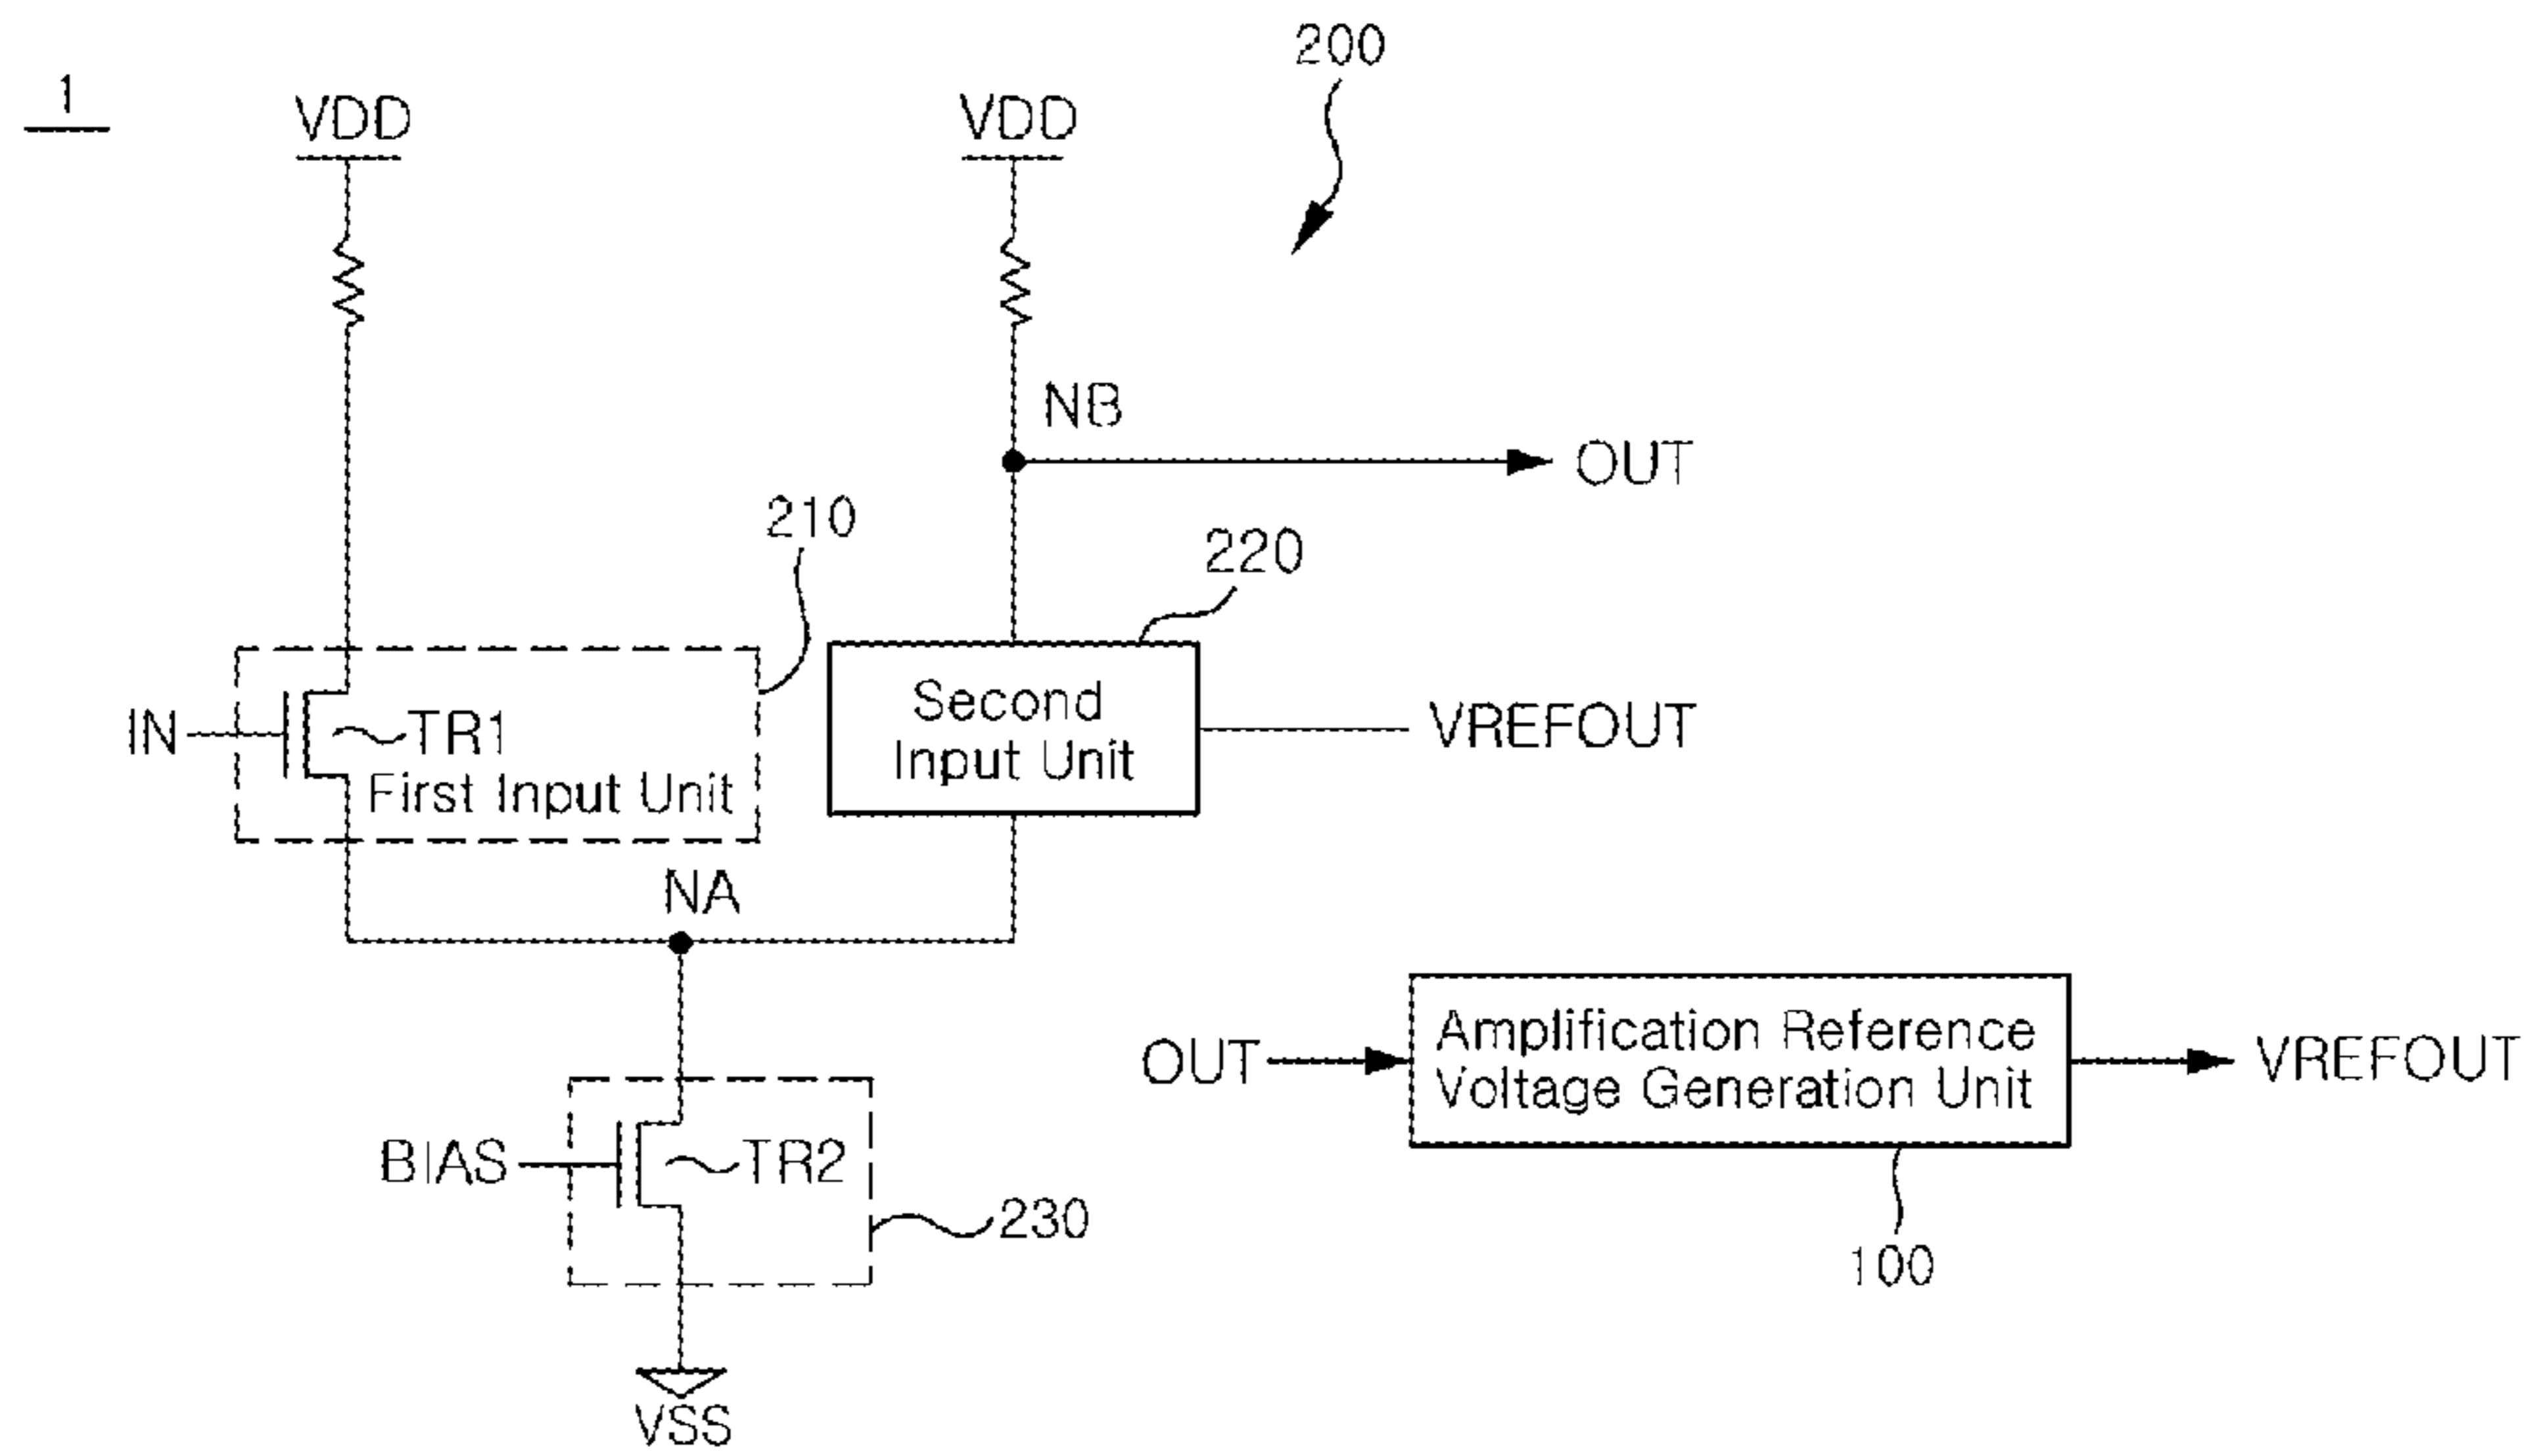 200
1
VDD
VDD
NB
OUT
210
220
IN
TR1
First Input Unit
Second
Input Unit
VREFOUT
NA
OUT
Amplification Reference
Voltage Generation Unit
VREFOUT
BIAS
TR2
230
100
VSS